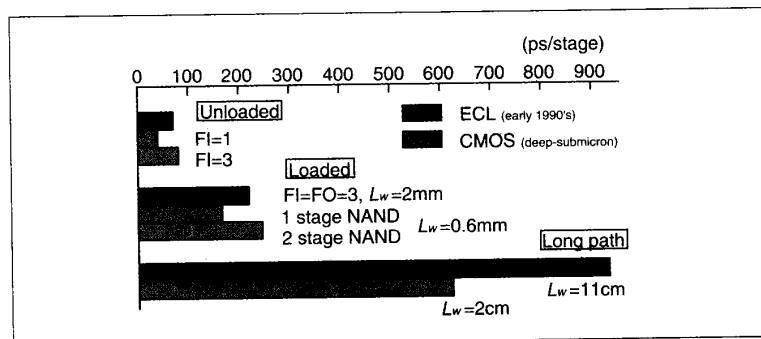 (ps/stage)
0 100 200 300 400 500 600 700 800 900
Unloaded
ECL (early 1990's)
FI=1
CMOS (deep-submicron)
FI=3
Loaded
FI=FO=3, Lw=2mm
1 stage NAND
Lw=0.6mm
2 stage NAND
Long path
Lw=11cm
Lw=2cm